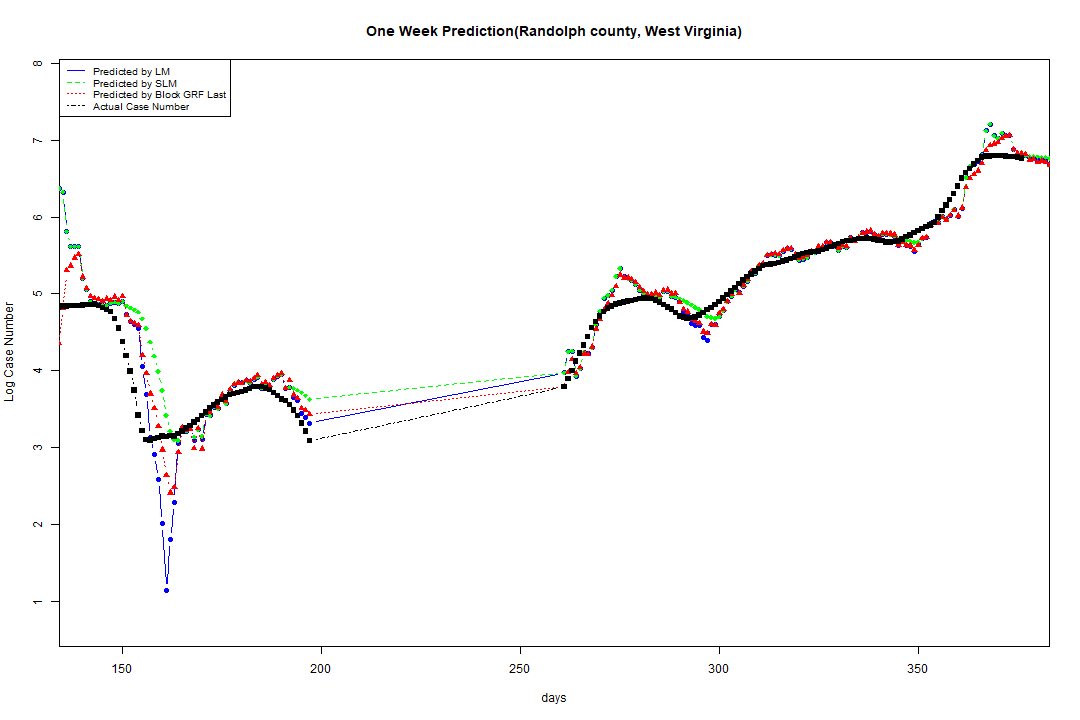 One Week Prediction(Randolph county, West Virginia)
Predicted by LM
Predicted by SLM
Predicted by Block GRF Last
Actual Case Number
Log Case Number
8
7
6
5
4
3
2
1
150
200
250
300
350
days